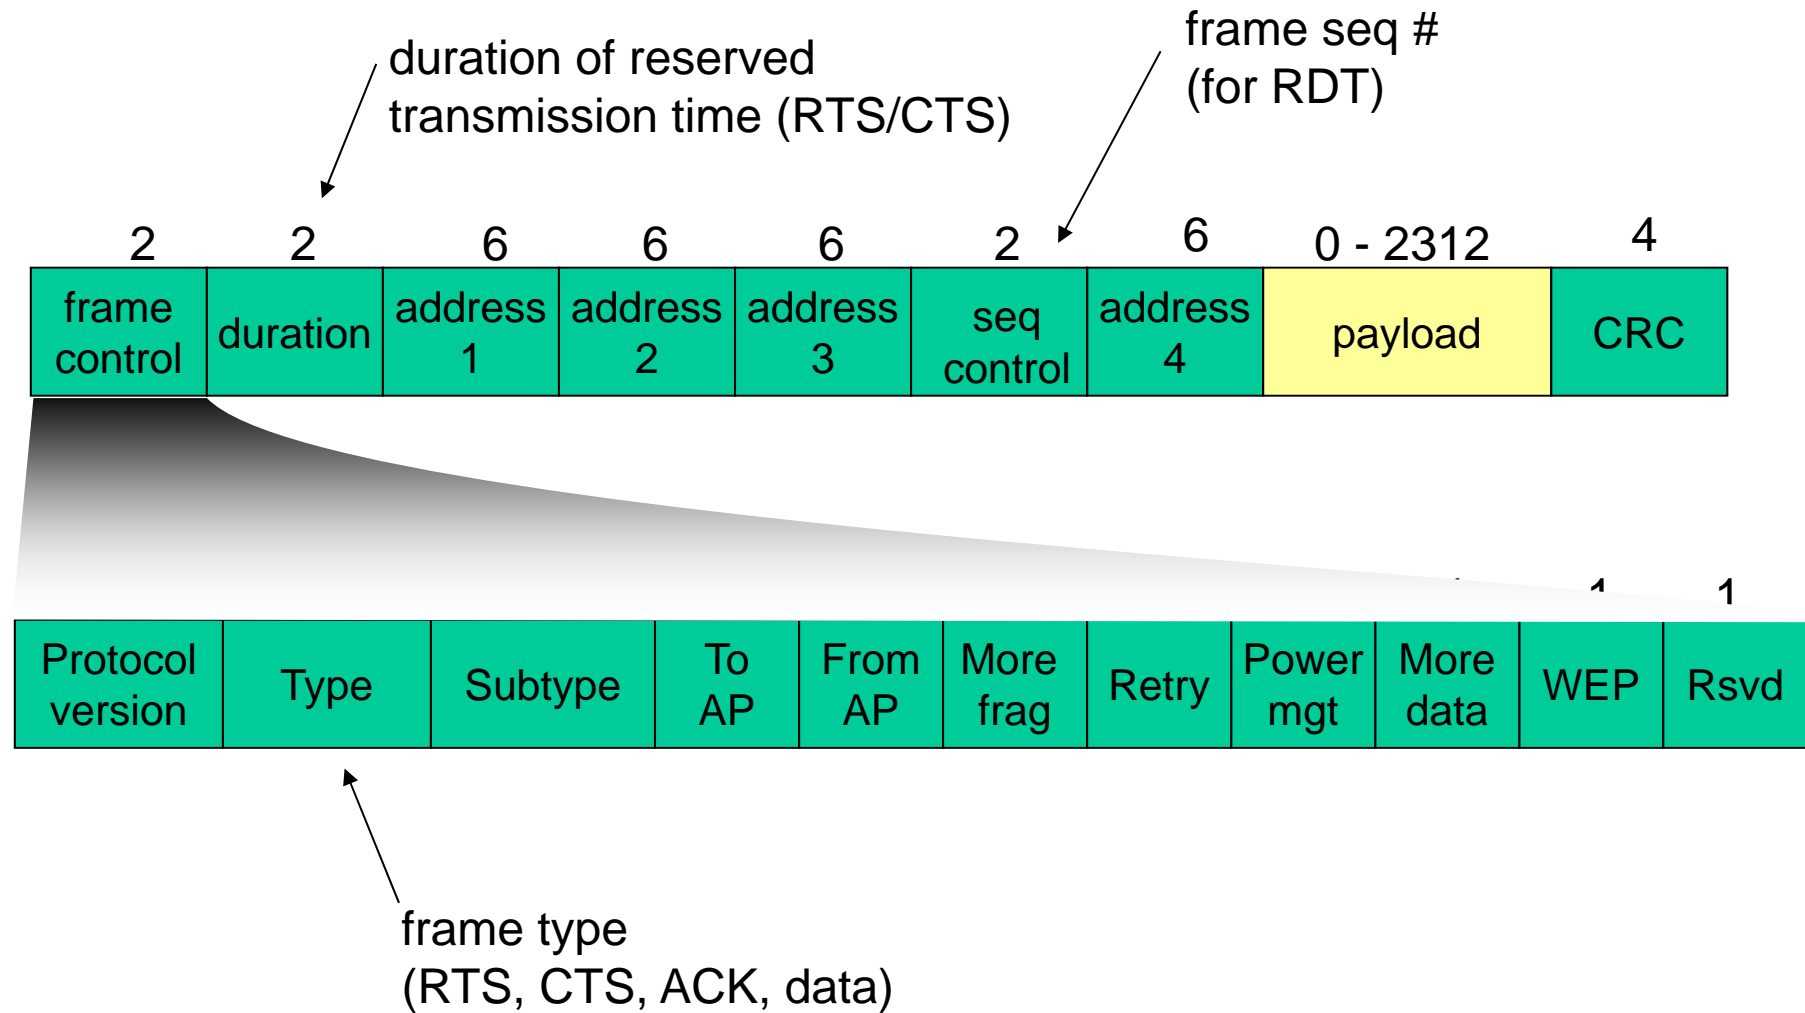 duration of reserved
transmission time (RTS/CTS)
frame seq #
(for RDT)
2 2 6 6 6 2 6 0 - 2312 4
frame
control
duration
address
1
address
2
address
3
seq
control
address
4
payload
CRC
1 1
Protocol
version
Type
Subtype
To
AP
From
AP
More
frag
Retry
Power
mgt
More
data
WEP
Rsvd
frame type
(RTS, CTS, ACK, data)